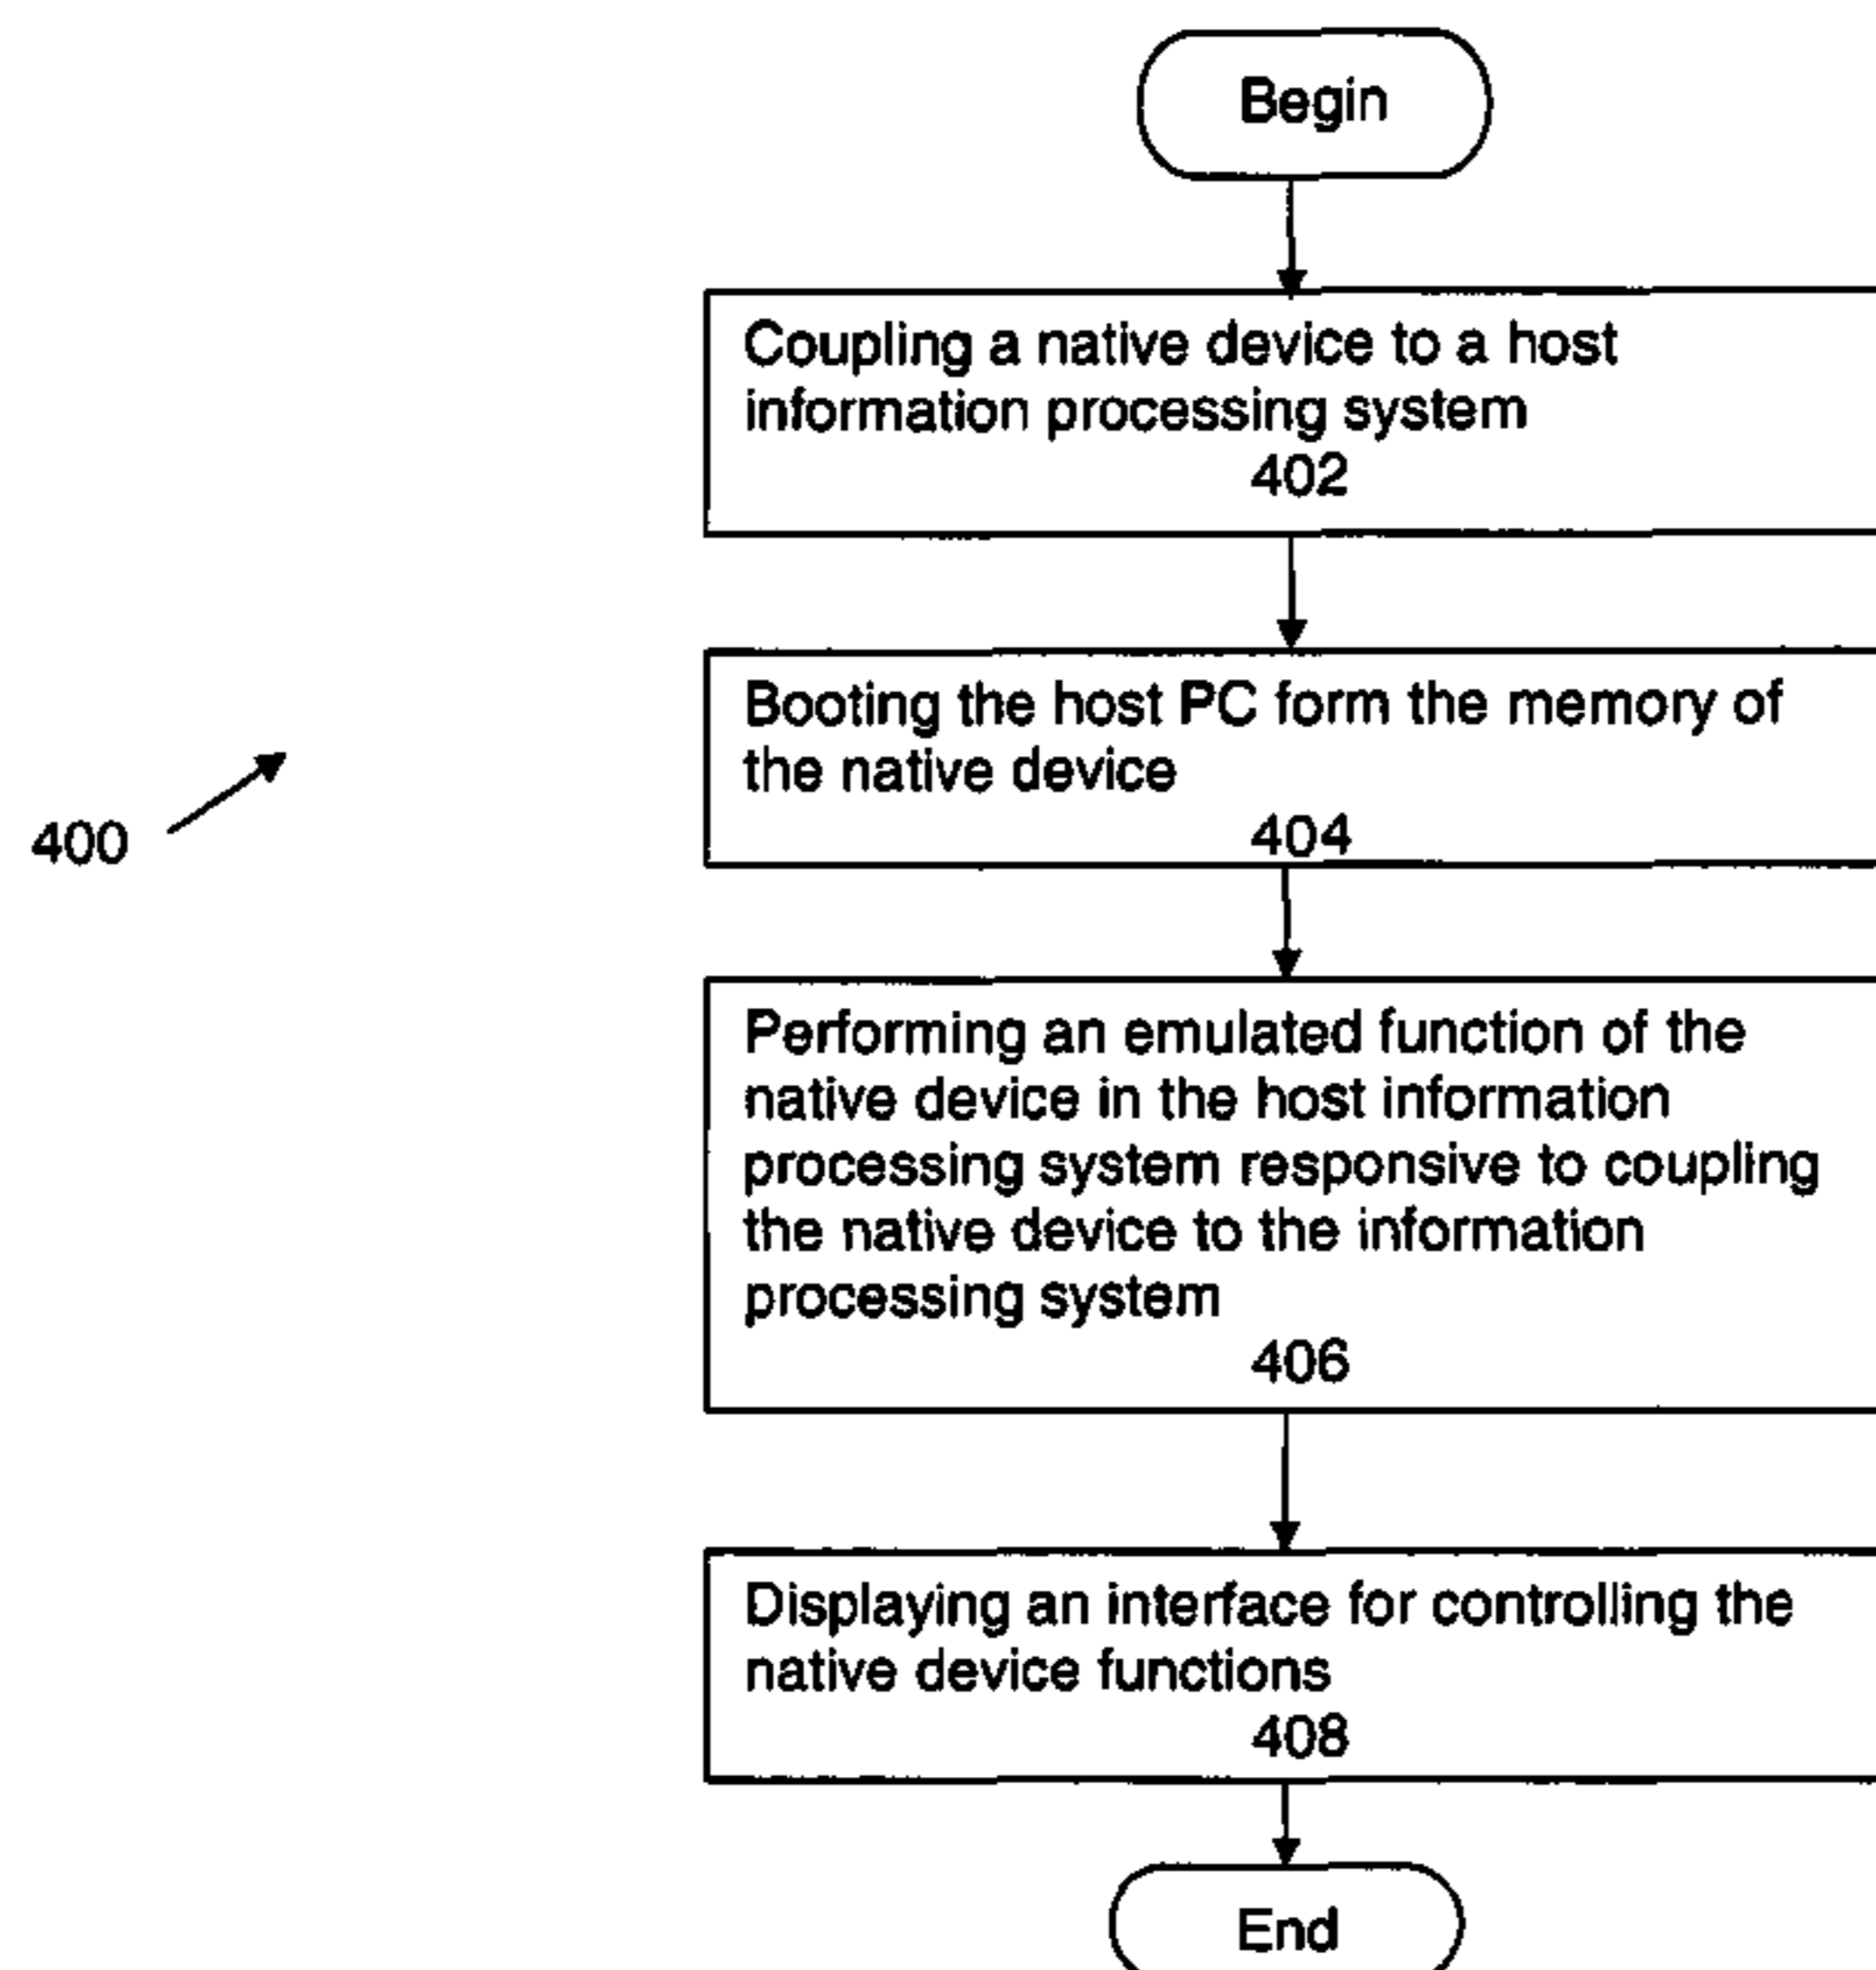 Begin
Coupling a native device to a host
information processing system
402
Booting the host PC form the memory of
the native device
404
400
Performing an emulated function of the
native device in the host information
processing system responsive to coupling
the native device to the information
processing system
406
Displaying an interface for controlling the
native device functions
408
End